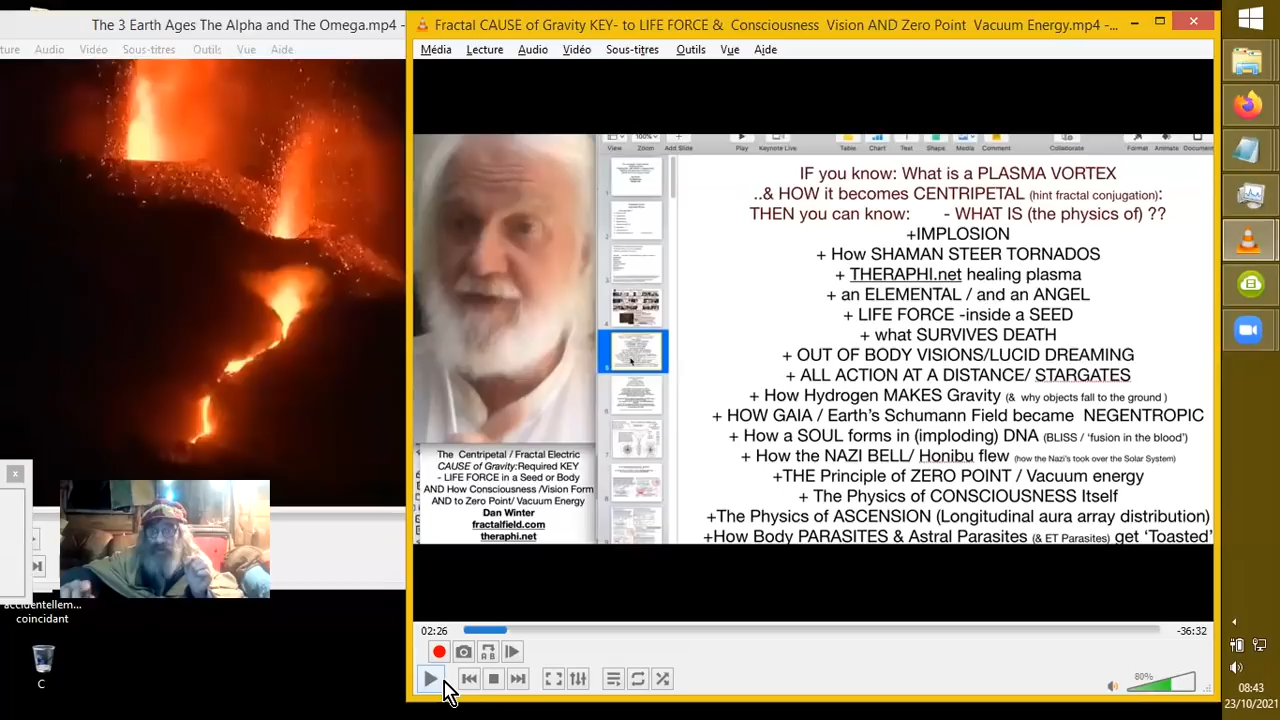 The 3 Earth Ages The Alpha and The Omega.mp4 -
ture Audio Vidéo Sous-titres Outils Vue Aide
Fractal CAUSE of Gravity KEY- to LIFE FORCE & Consciousness Vision AND Zero Point Vacuum Energy.mp4 -...
Média Lecture Audio Vidéo Sous-titres Outils Vue Aide
View Zoom Add Slide Play Keynote Live Table Chart Text Shape Media Comment Collaborate Format Animate Document
IF you know: What is a PLASMA VORTEX
..& HOW it becomes CENTRIPETAL (hint fractal conjugation):
THEN you can know: - WHAT IS (the physics of) ??
+IMPLOSION
+ How SHAMAN STEER TORNADOS
+ THERAPHI.net healing plasma
+ an ELEMENTAL / and an ANGEL
+ LIFE FORCE -inside a SEED
+ what SURVIVES DEATH
+ OUT OF BODY VISIONS/LUCID DREAMING
+ ALL ACTION AT A DISTANCE/ STARGATES
+ How Hydrogen MAKES Gravity (& why objects fall to the ground )
+ HOW GAIA / Earth's Schumann Field became NEGENTROPIC
+ How a SOUL forms in (imploding) DNA (BLISS / 'fusion in the blood')
+ How the NAZI BELL/ Honibu flew (how the Nazi's took over the Solar System)
+THE Principle of ZERO POINT / Vacuum energy
+ The Physics of CONSCIOUSNESS Itself
+The Physics of ASCENSION (Longitudinal aura array distribution)
+How Body PARASITES & Astral Parasites (& ET Parasites) get 'Toasted'
The Centripetal / Fractal Electric
CAUSE of Gravity:Required KEY
- LIFE FORCE in a Seed or Body
AND How Consciousness /Vision Form
AND to Zero Point/ Vacuum Energy
Dan Winter
fractalfield.com
theraphi.net
accidentellem...
coincidant
C
02:26
-36:32
80%
08:43
23/10/2021